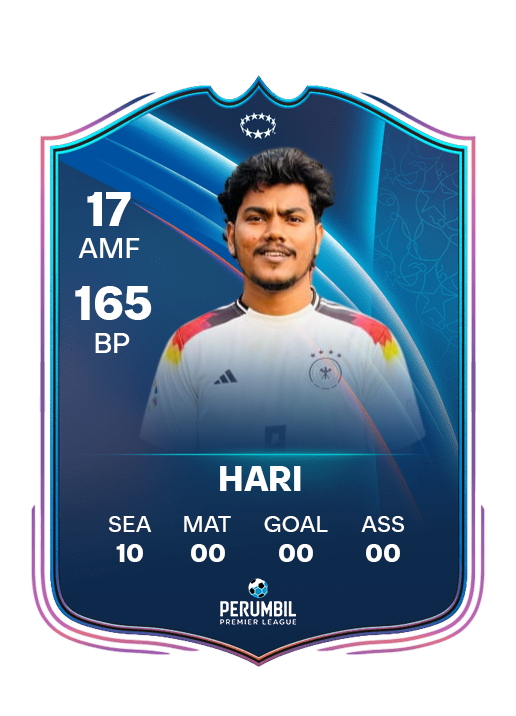 17
AMF
165
BP
HARI
SEA MAT GOAL ASS
10 00 00 00
PERUMBIL
PREMIER LEAGUE